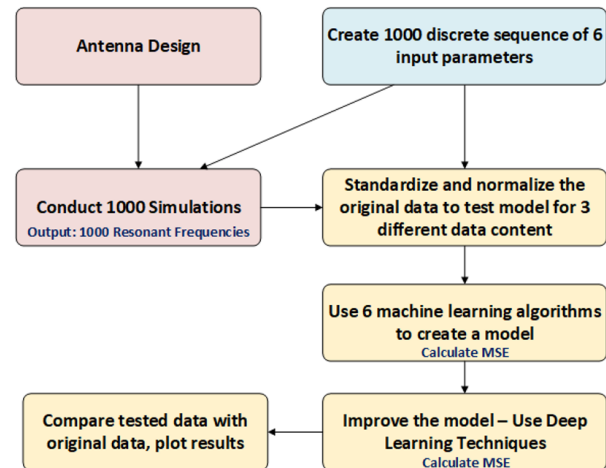 Antenna Design
Create 1000 discrete sequence of 6
input parameters
Conduct 1000 Simulations
Output: 1000 Resonant Frequencies
Standardize and normalize the
original data to test model for 3
different data content
Use 6 machine learning algorithms
to create a model
Calculate MSE
Compare tested data with
original data, plot results
Improve the model – Use Deep
Learning Techniques
Calculate MSE